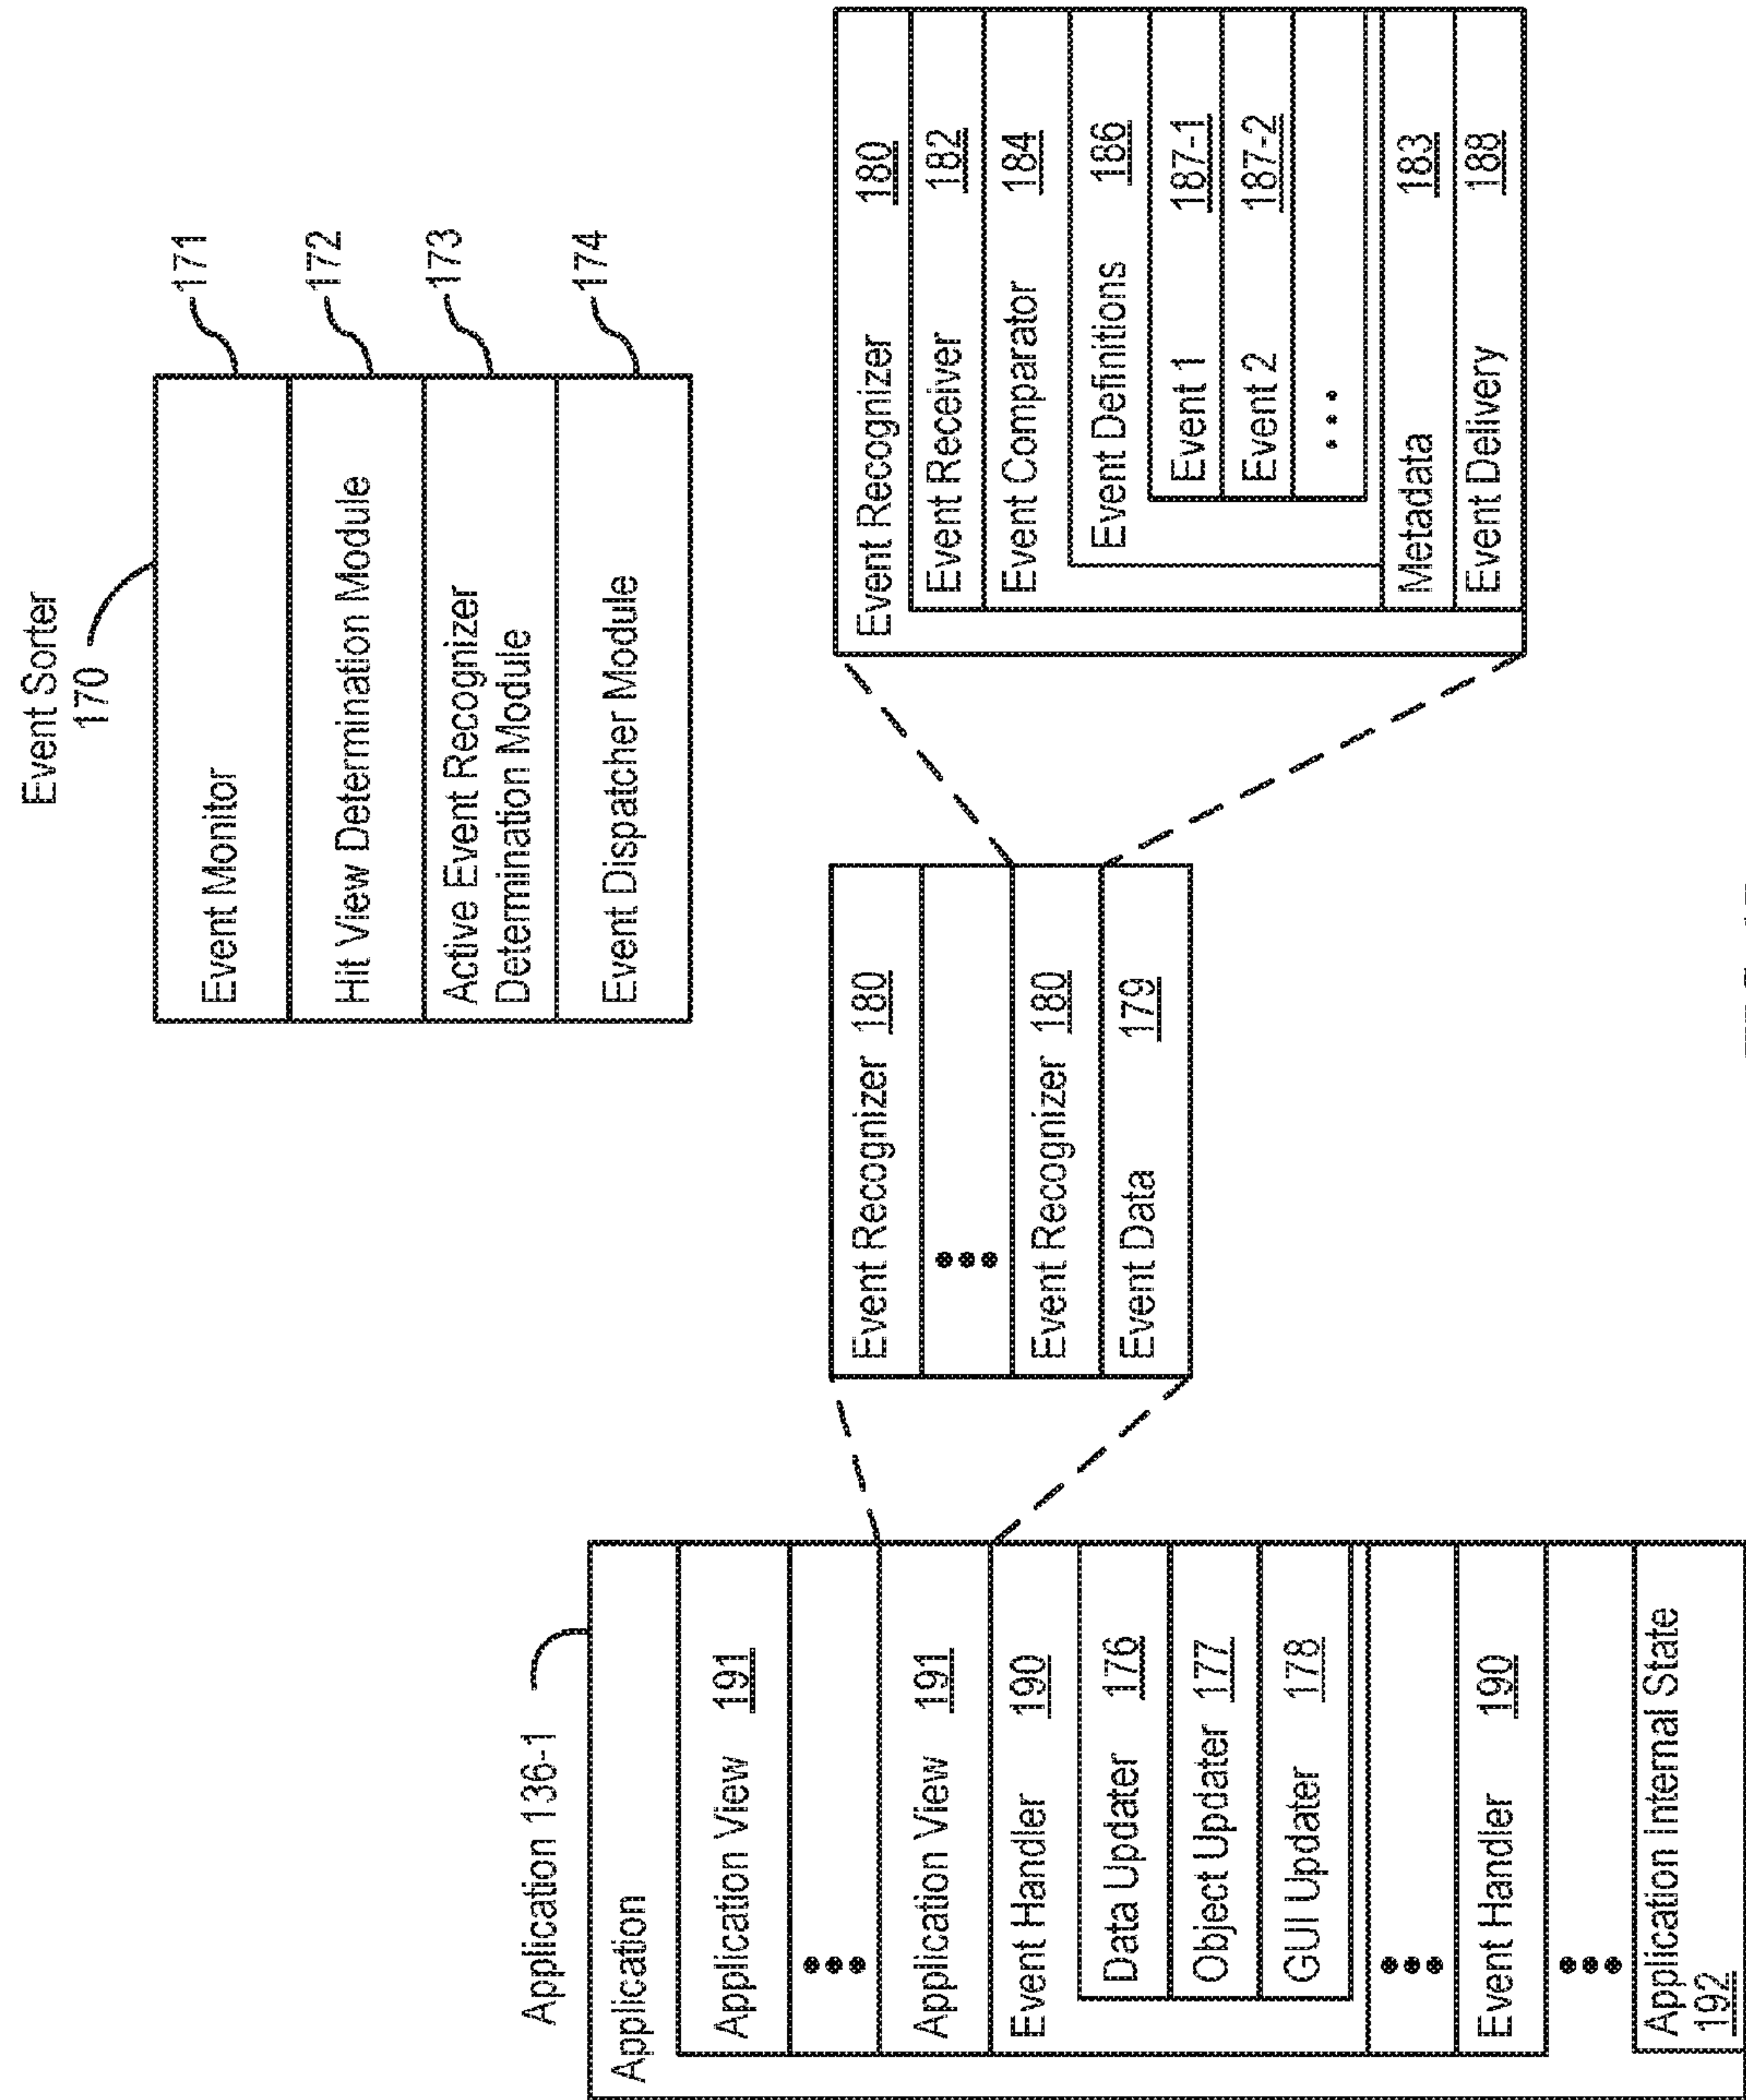 Event Sorter
170
Event Monitor
171
Hit View Determination Module
172
Active Event Recognizer
Determination Module
173
Event Dispatcher Module
174
Application 136-1
Application
Application View 191
•••
Application View 191
Event Handler 190
Data Updater 176
Object Updater 177
GUI Updater 178
•••
Event Handler 190
•••
Application Internal State
192
Event Recognizer 180
•••
Event Recognizer 180
Event Data 179
Event Recognizer 180
Event Receiver 182
Event Comparator 184
Event Definitions 186
Event 1 187-1
Event 2 187-2
•••
Metadata 183
Event Delivery 188